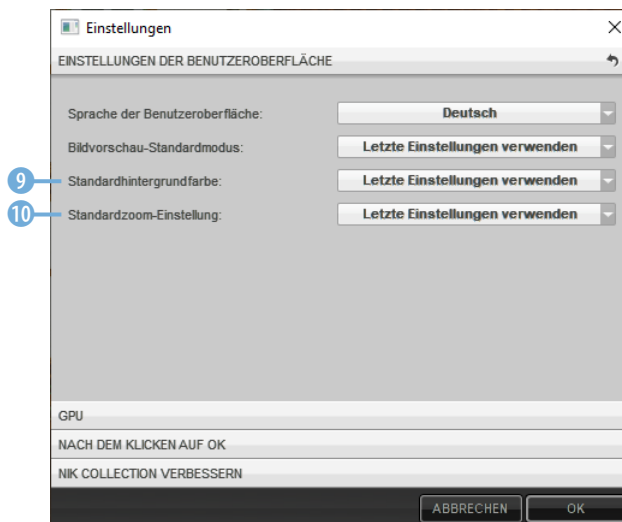 Einstellungen
EINSTELLUNGEN DER BENUTZEROBERFLÄCHE
Sprache der Benutzeroberfläche: Deutsch
Bildvorschau-Standardmodus: Letzte Einstellungen verwenden
9 Standardhintergrundfarbe: Letzte Einstellungen verwenden
10 Standardzoom-Einstellung: Letzte Einstellungen verwenden
GPU
NACH DEM KLICKEN AUF OK
NIK COLLECTION VERBESSERN
ABBRECHEN OK